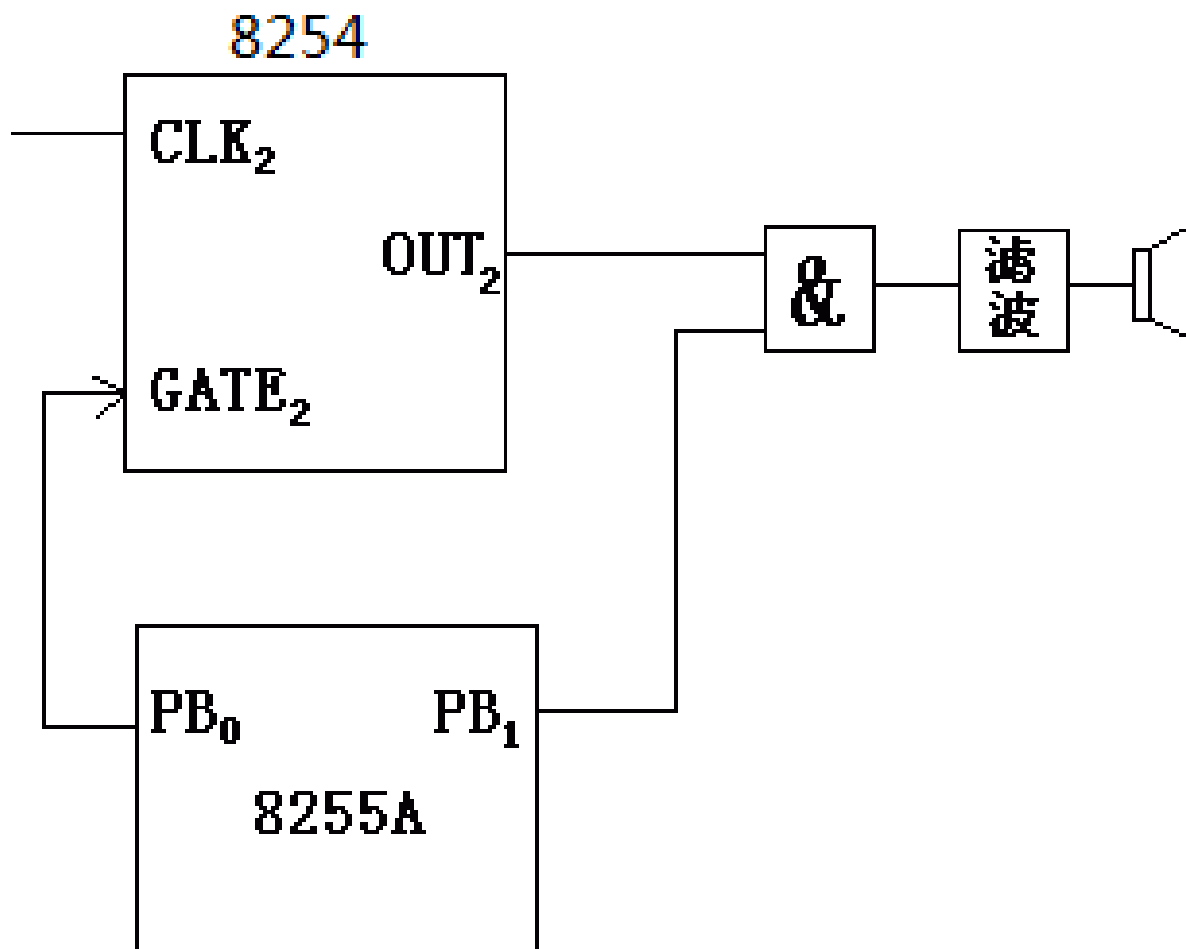 8254
CLK₂
OUT₂
&
滤
波
GATE₂
PB₀
PB₁
8255A